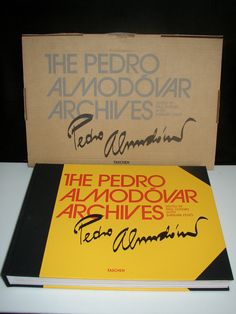 THE PEDRO
ALMODÓVAR
ARCHIVES
Pedro Almodóvar
TASCHEN
THE PEDRO
ALMODÓVAR
ARCHIVES
Pedro Almodóvar
TASCHEN